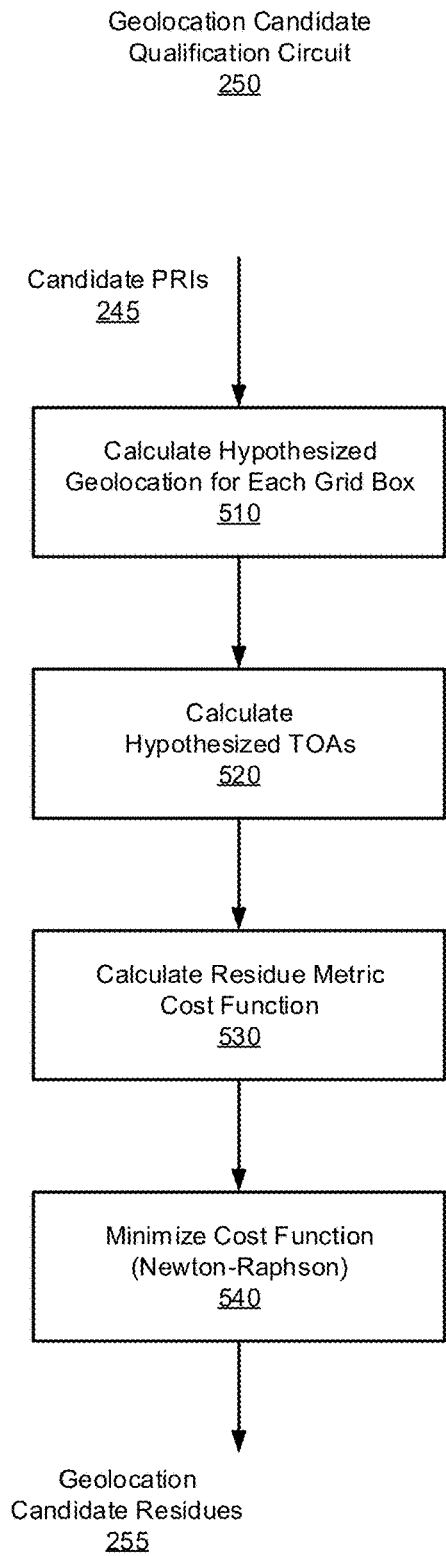 Geolocation Candidate
Qualification Circuit
250
Candidate PRIs
245
Calculate Hypothesized
Geolocation for Each Grid Box
510
Calculate
Hypothesized TOAs
520
Calculate Residue Metric
Cost Function
530
Minimize Cost Function
(Newton-Raphson)
540
Geolocation
Candidate Residues
255